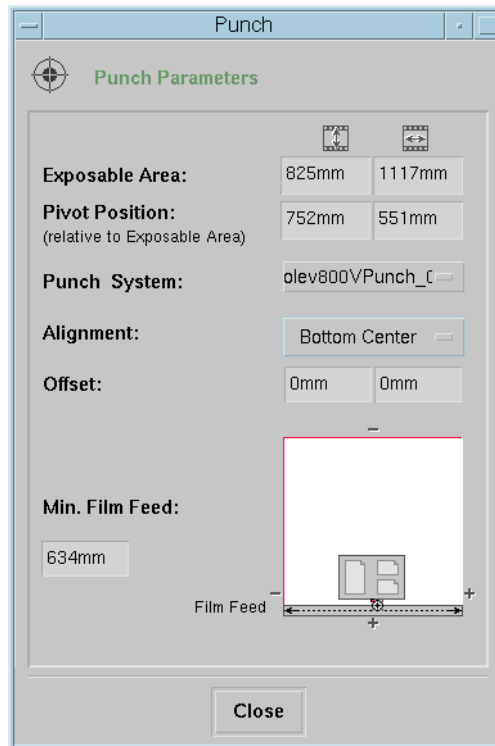 Punch
Punch Parameters
Exposable Area: 825mm 1117mm
Pivot Position: 752mm 551mm
(relative to Exposable Area)
Punch System: olev800VPunch_
Alignment: Bottom Center
Offset: 0mm 0mm
Min. Film Feed:
634mm
Film Feed
Close